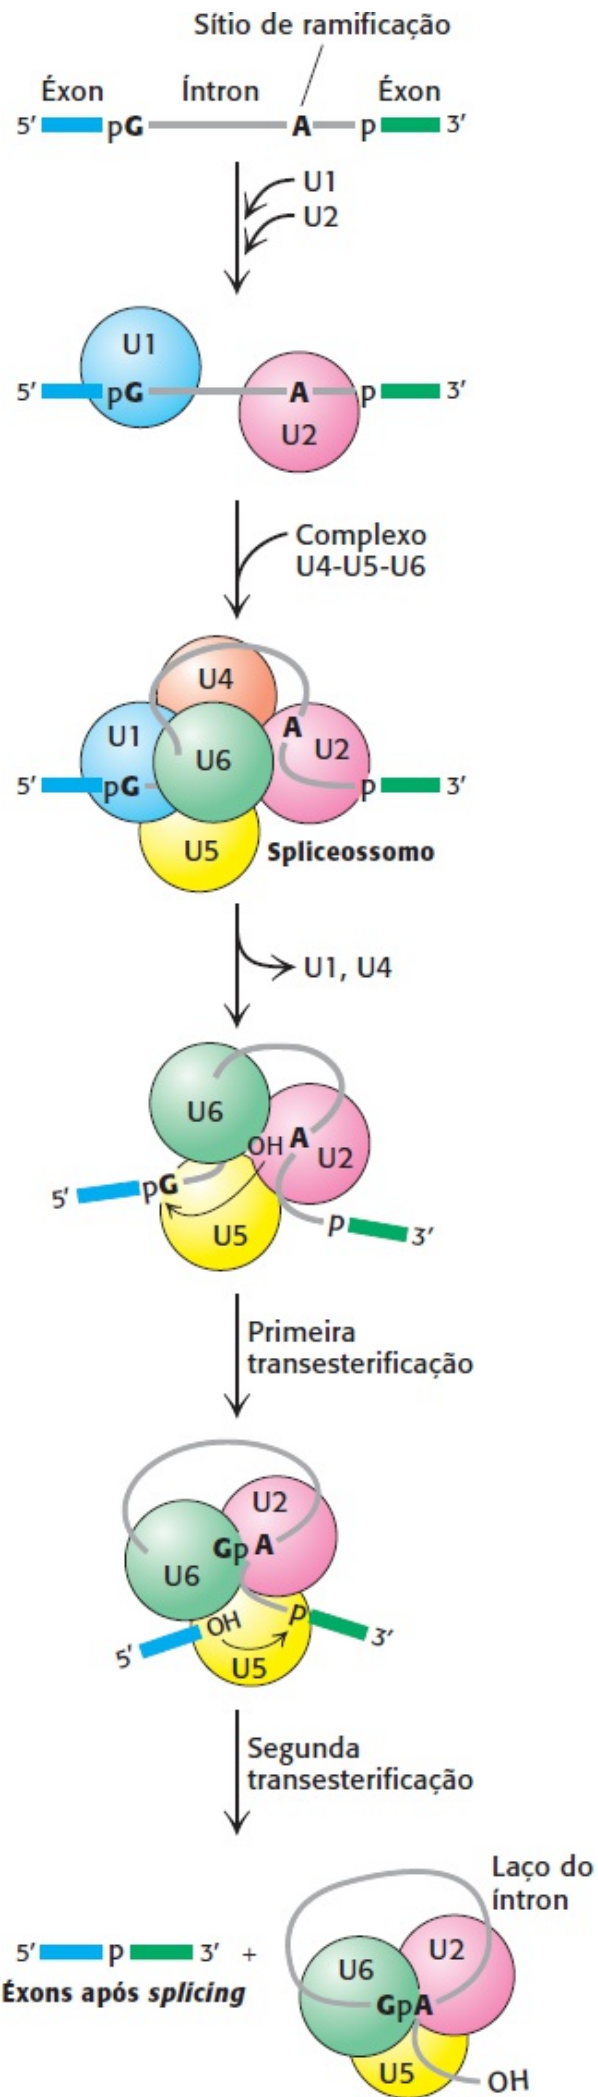 Sítio de ramificação
Éxon Íntron Éxon
5′ pG A p 3′
U1
U2
U1
5′ pG A p 3′
U2
Complexo
U4-U5-U6
U4
U1 A U2
U6
5′ pG p 3′
U5 Spliceossomo
U1, U4
U6
OH A U2
5′ pG
U5 p 3′
Primeira
transesterificação
U2
Gp A
U6
OH p 3′
5′ U5
Segunda
transesterificação
Laço do
íntron
5′ p 3′ +
Éxons após splicing
U6 U2
GpA
U5 OH